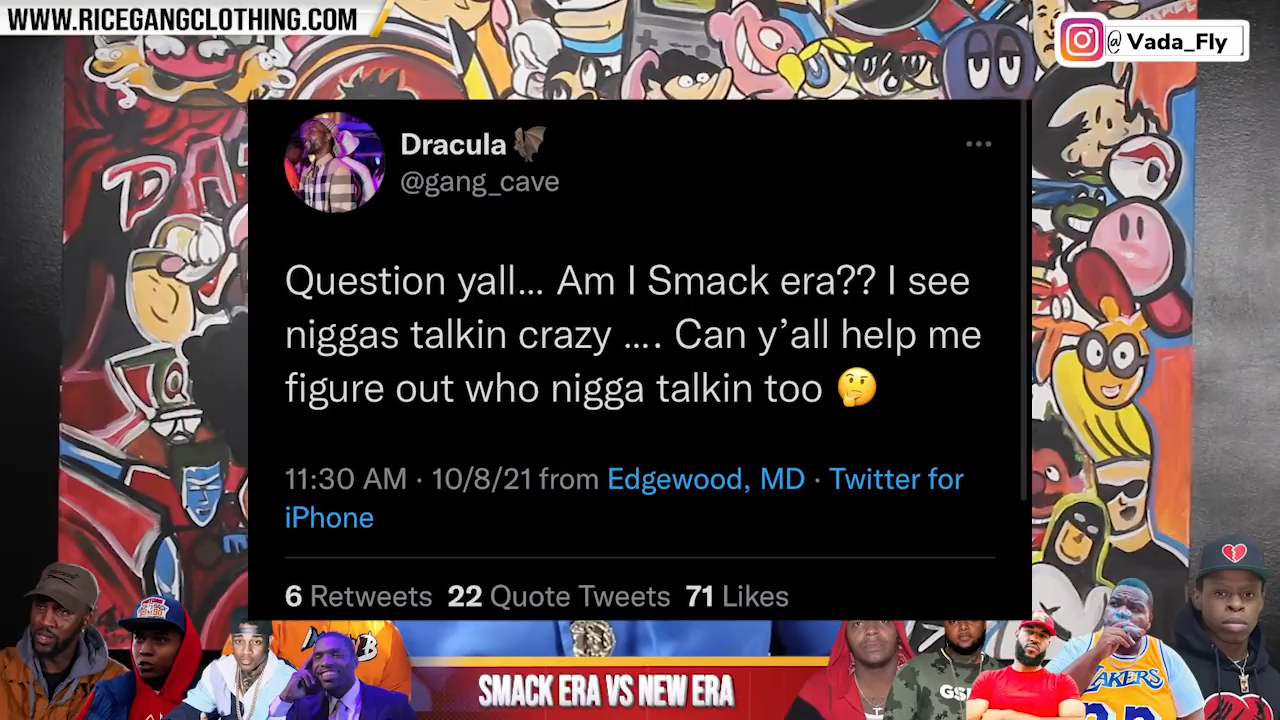 WWW.RICEGANGCLOTHING.COM
@ Vada_Fly
Dracula
@gang_cave
Question yall... Am I Smack era?? I see
niggas talkin crazy .... Can y’all help me
figure out who nigga talkin too 🤔
11:30 AM · 10/8/21 from Edgewood, MD · Twitter for
iPhone
6 Retweets 22 Quote Tweets 71 Likes
SMACK ERA VS NEW ERA
AKERS